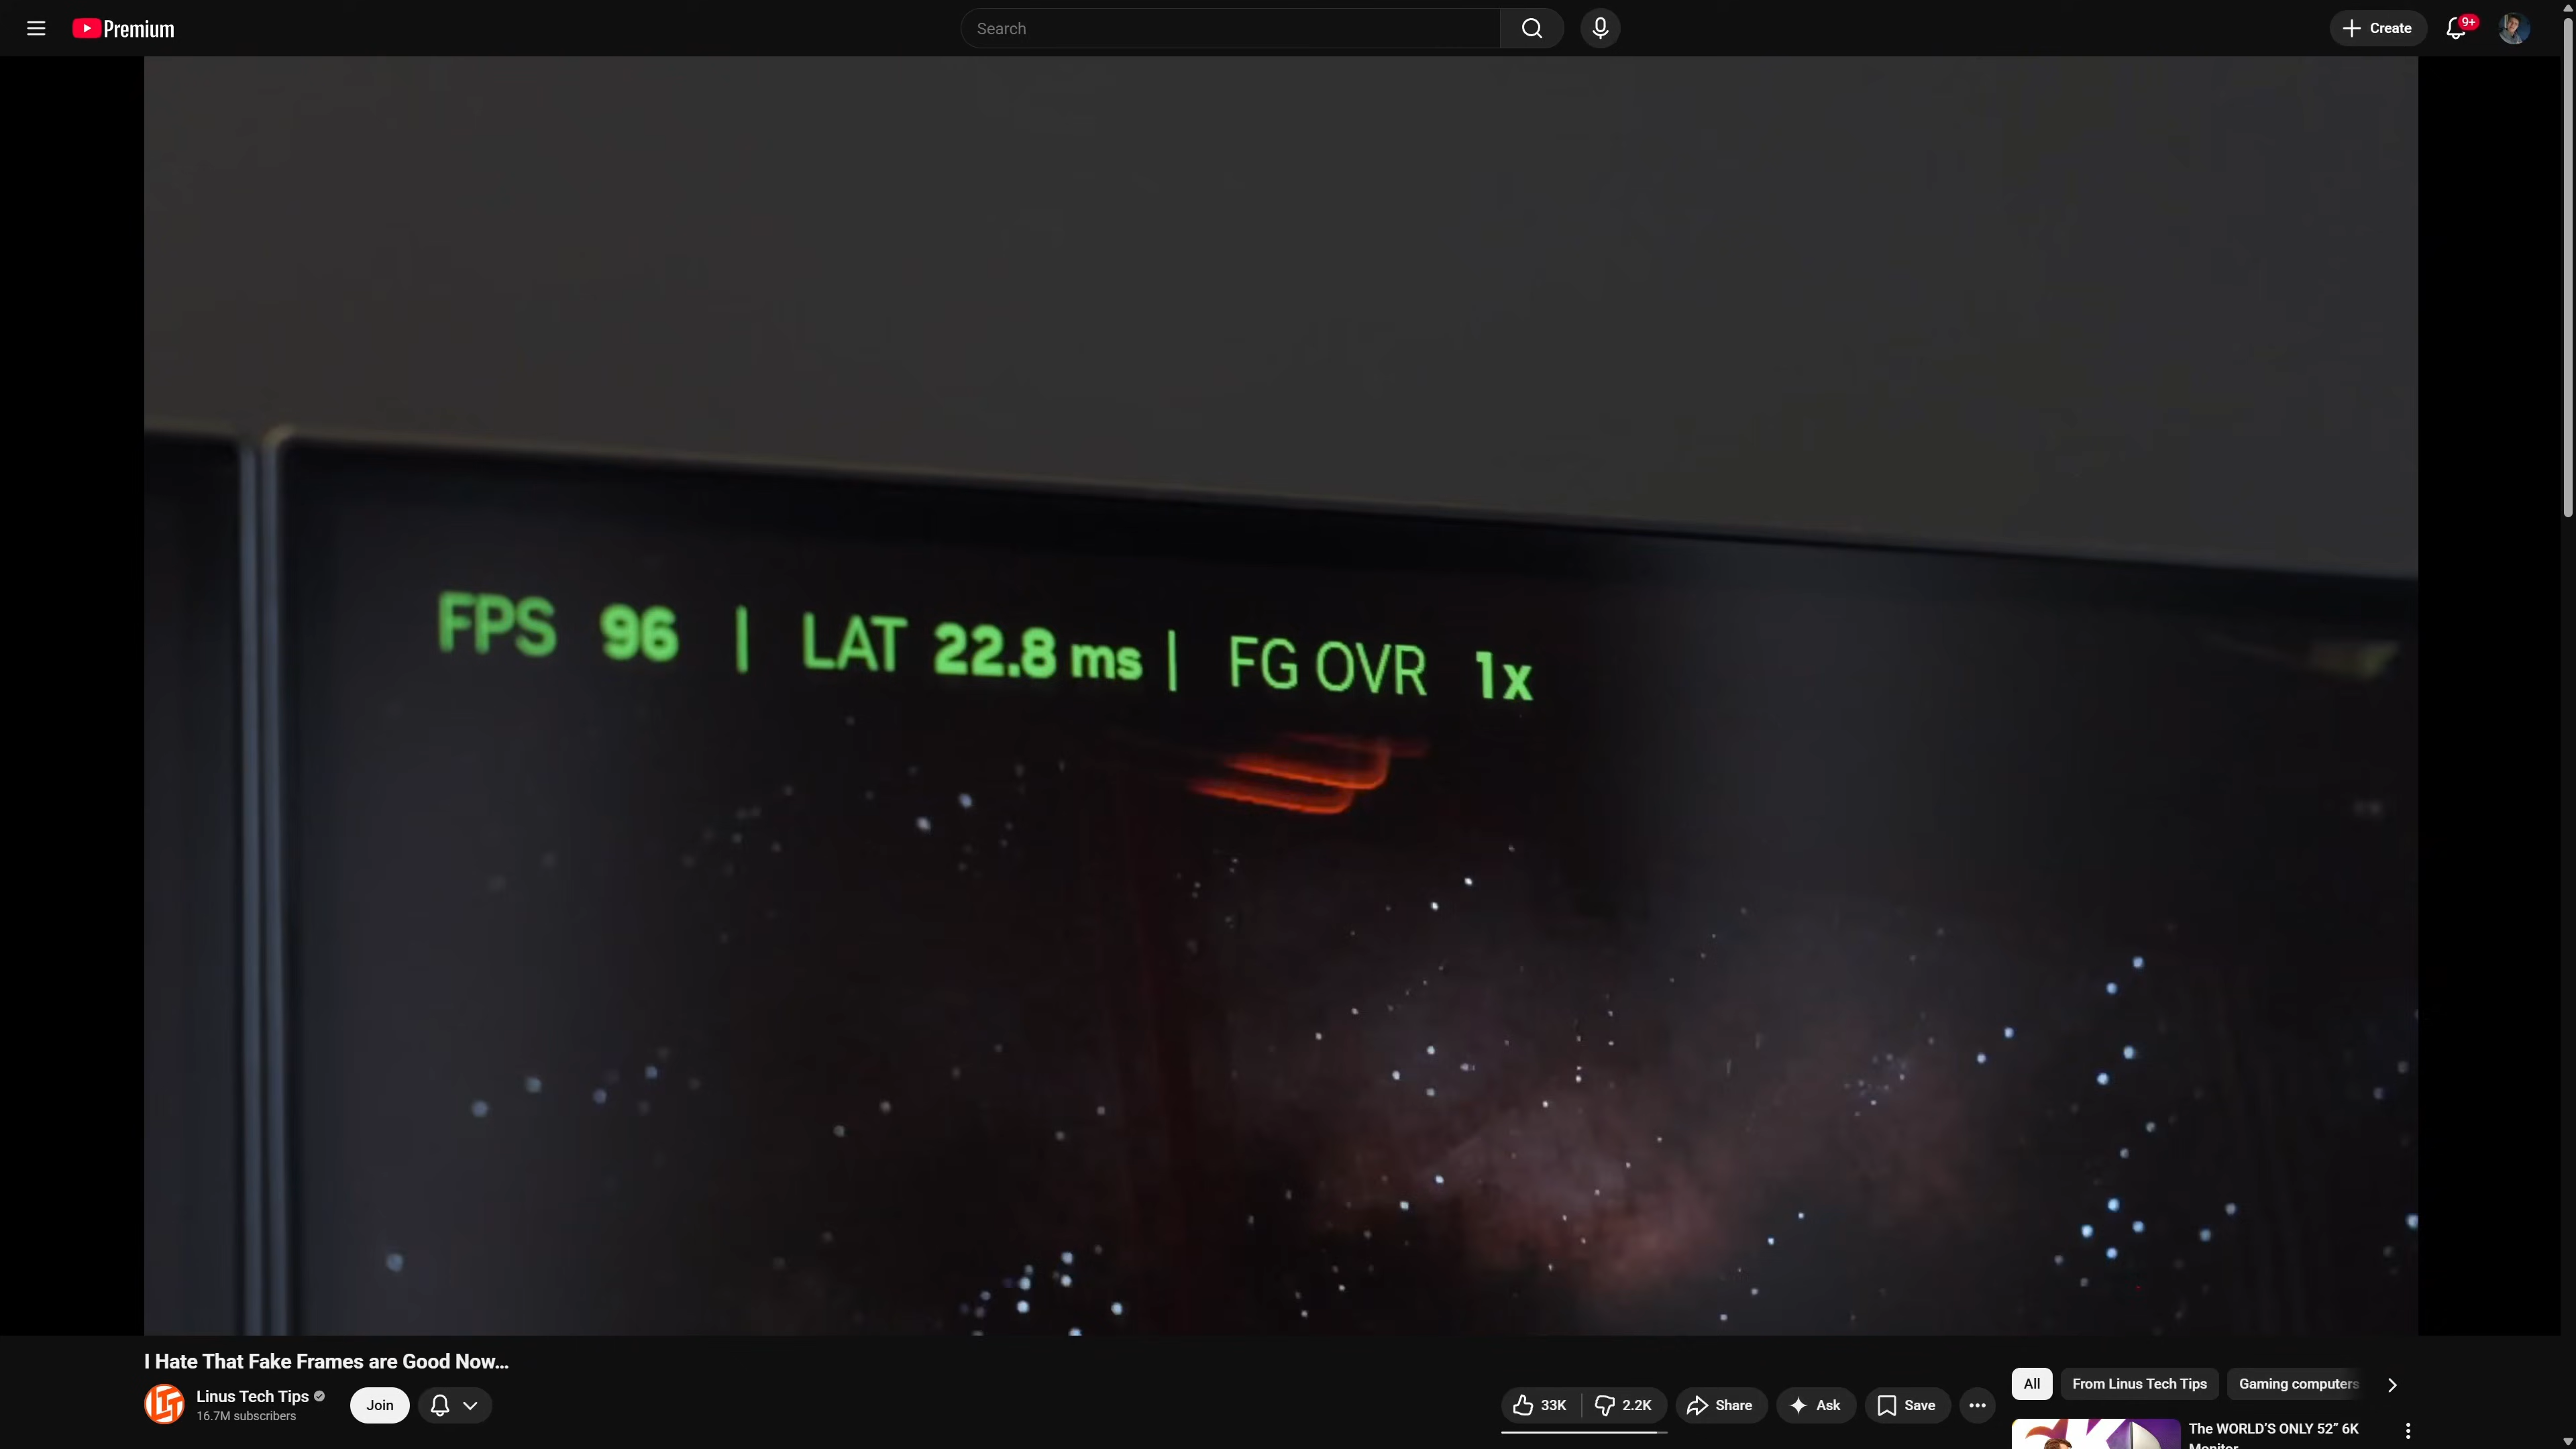 Premium
Search
Create
9+
FPS 96 | LAT 22.8 ms | FG OVR 1x
I Hate That Fake Frames are Good Now...
Linus Tech Tips
16.7M subscribers
Join
33K
2.2K
Share
Ask
Save
All
From Linus Tech Tips
Gaming computers
The WORLD'S ONLY 52” 6K
Monitor